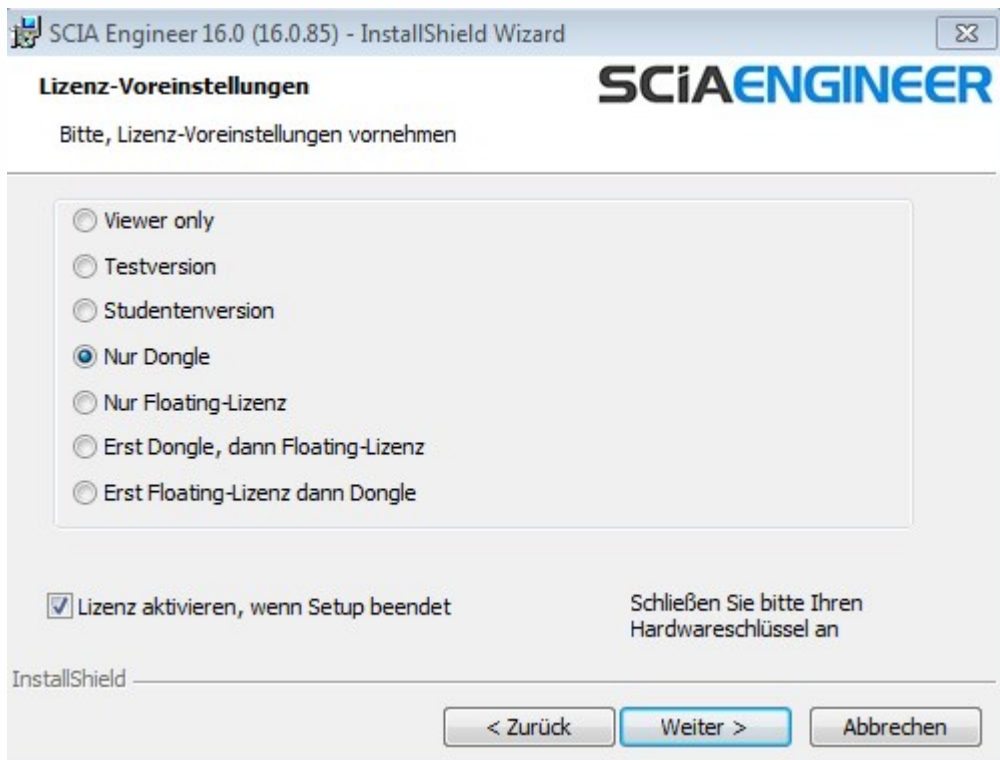 SCIA Engineer 16.0 (16.0.85) - InstallShield Wizard
Lizenz-Voreinstellungen
SCiAENGINEER
Bitte, Lizenz-Voreinstellungen vornehmen
Viewer only
Testversion
Studentenversion
Nur Dongle
Nur Floating-Lizenz
Erst Dongle, dann Floating-Lizenz
Erst Floating-Lizenz dann Dongle
Lizenz aktivieren, wenn Setup beendet
Schließen Sie bitte Ihren
Hardwareschlüssel an
InstallShield
< Zurück
Weiter >
Abbrechen